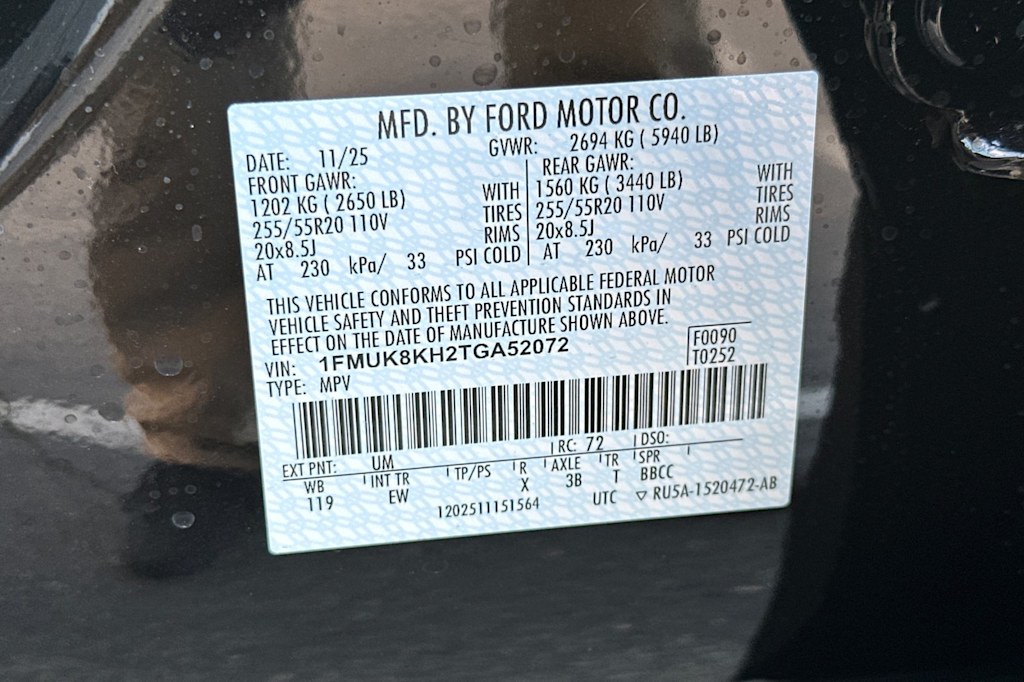 MFD. BY FORD MOTOR CO.
DATE: 11/25 GVWR: 2694 KG ( 5940 LB)
FRONT GAWR: REAR GAWR:
1202 KG ( 2650 LB) WITH 1560 KG ( 3440 LB) WITH
255/55R20 110V TIRES 255/55R20 110V TIRES
20x8.5J RIMS 20x8.5J RIMS
AT 230 kPa/ 33 PSI COLD AT 230 kPa/ 33 PSI COLD
THIS VEHICLE CONFORMS TO ALL APPLICABLE FEDERAL MOTOR
VEHICLE SAFETY AND THEFT PREVENTION STANDARDS IN
EFFECT ON THE DATE OF MANUFACTURE SHOWN ABOVE.
VIN: 1FMUK8KH2TGA52072 F0090
TYPE: MPV T0252
EXT PNT: UM RC: 72 DSO:
WB INT TR TP/PS R AXLE TR SPR
119 EW X 3B T BBCC
1202511151564 UTC ▽ RU5A-1520472-AB